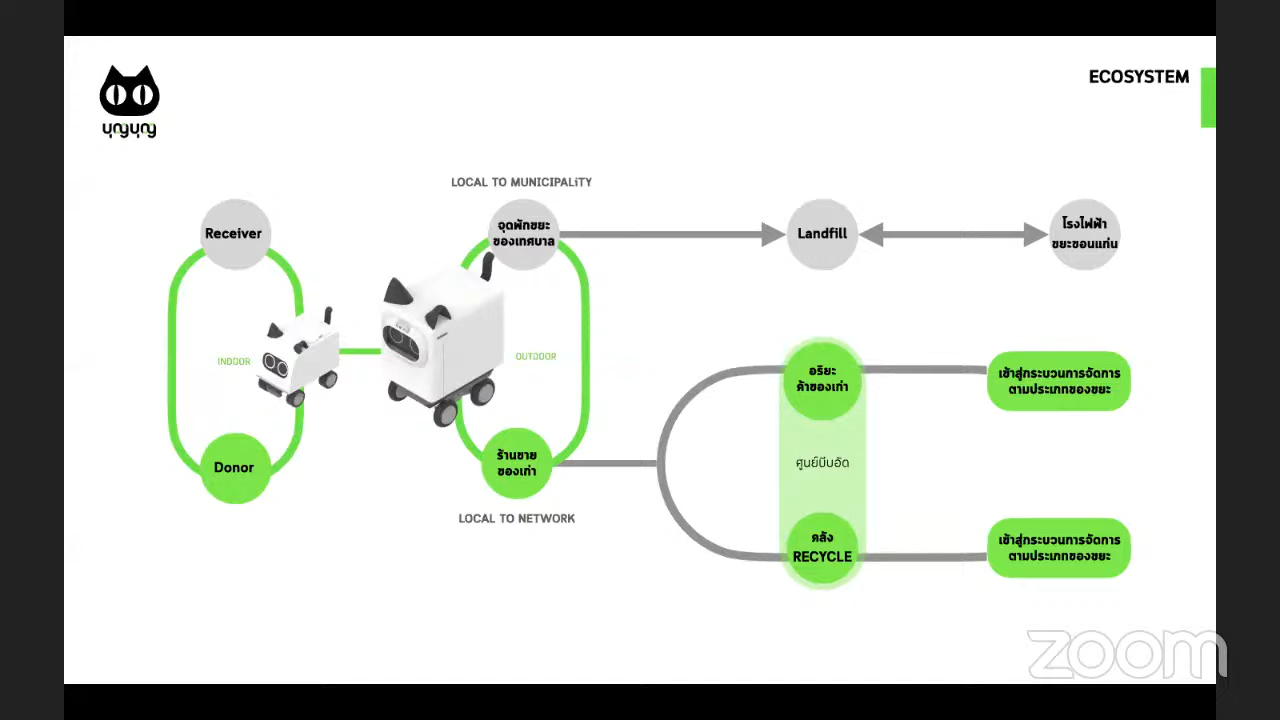 ECOSYSTEM
บุญบุญ
LOCAL TO MUNICIPALiTY
Receiver
จุดพักขยะ
ของเทศบาล
Landfill
โรงไฟฟ้า
ขยะขอนแก่น
INDOOR
OUTDOOR
อริยะ
ค้าของเก่า
เข้าสู่กระบวนการจัดการ
ตามประเภทของขยะ
Donor
ร้านขาย
ของเก่า
ศูนย์บีบอัด
LOCAL TO NETWORK
คลัง
RECYCLE
เข้าสู่กระบวนการจัดการ
ตามประเภทของขยะ
zoom